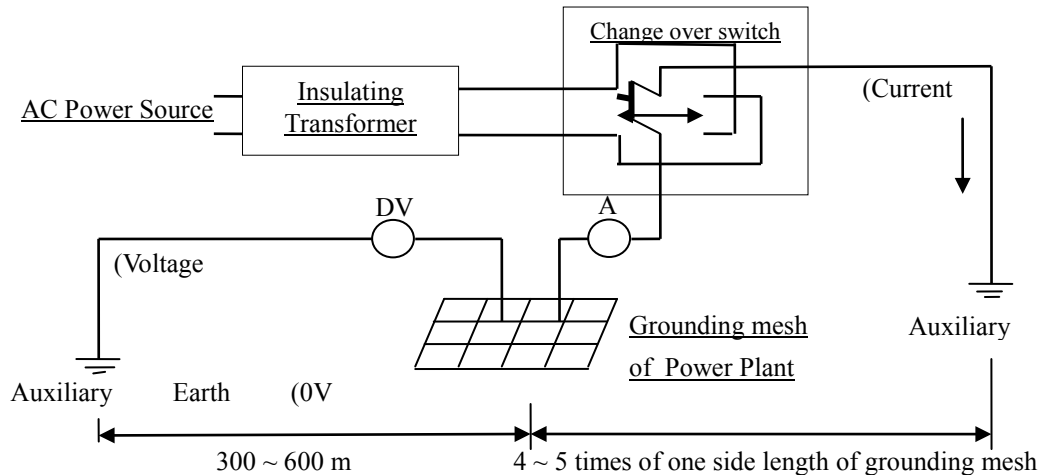 Change over switch
Insulating
Transformer
AC Power Source
(Current
DV
A
(Voltage
Grounding mesh
of Power Plant
Auxiliary
Auxiliary Earth (0V
300 ~ 600 m
4 ~ 5 times of one side length of grounding mesh